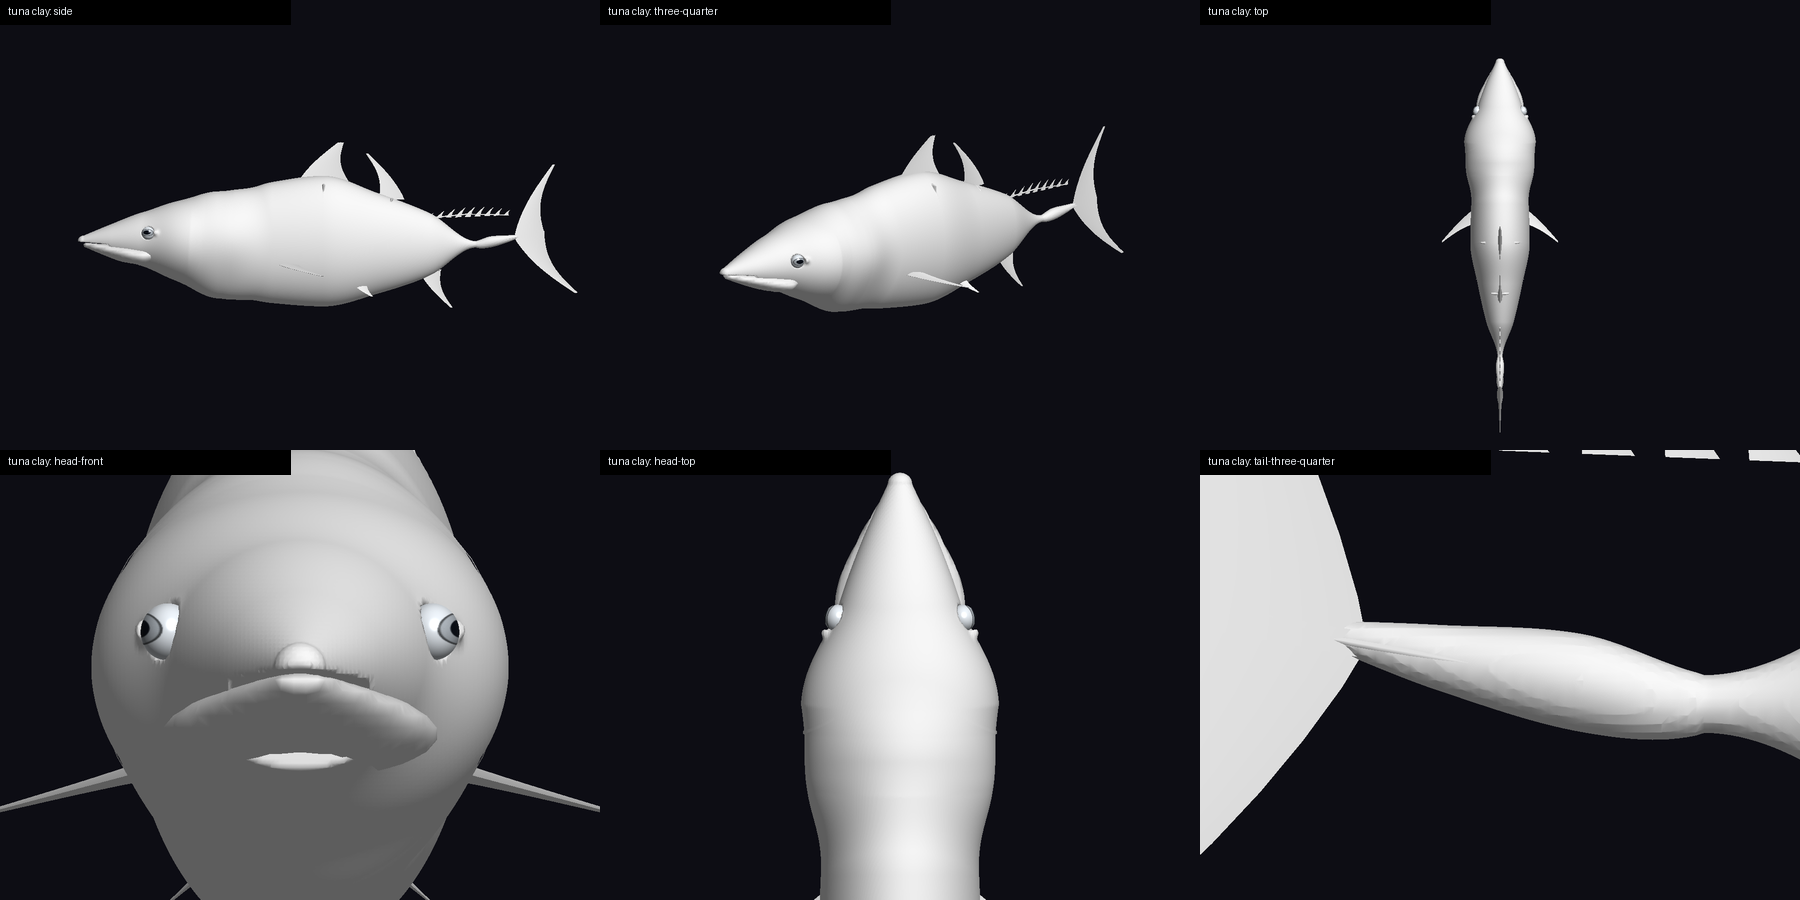 tuna clay: side
tuna clay: three-quarter
tuna clay: top
tuna clay: head-front
tuna clay: head-top
tuna clay: tail-three-quarter